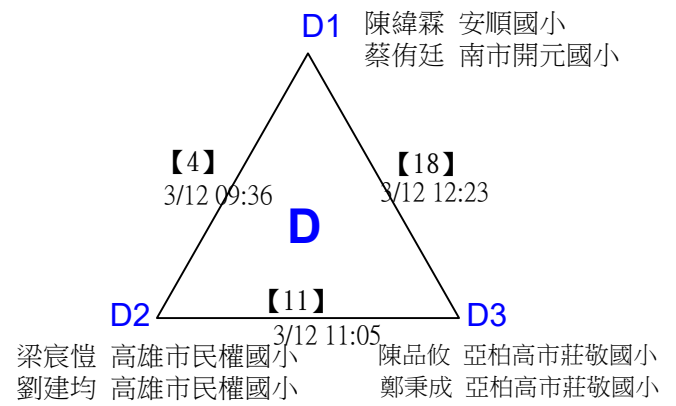 D1 陳緯霖 安順國小
蔡侑廷 南市開元國小
【4】 【18】
3/12 09:36 3/12 12:23
D
D2 【11】 D3
3/12 11:05
梁宸愷 高雄市民權國小 陳品攸 亞柏高市莊敬國小
劉建均 高雄市民權國小 鄭秉成 亞柏高市莊敬國小